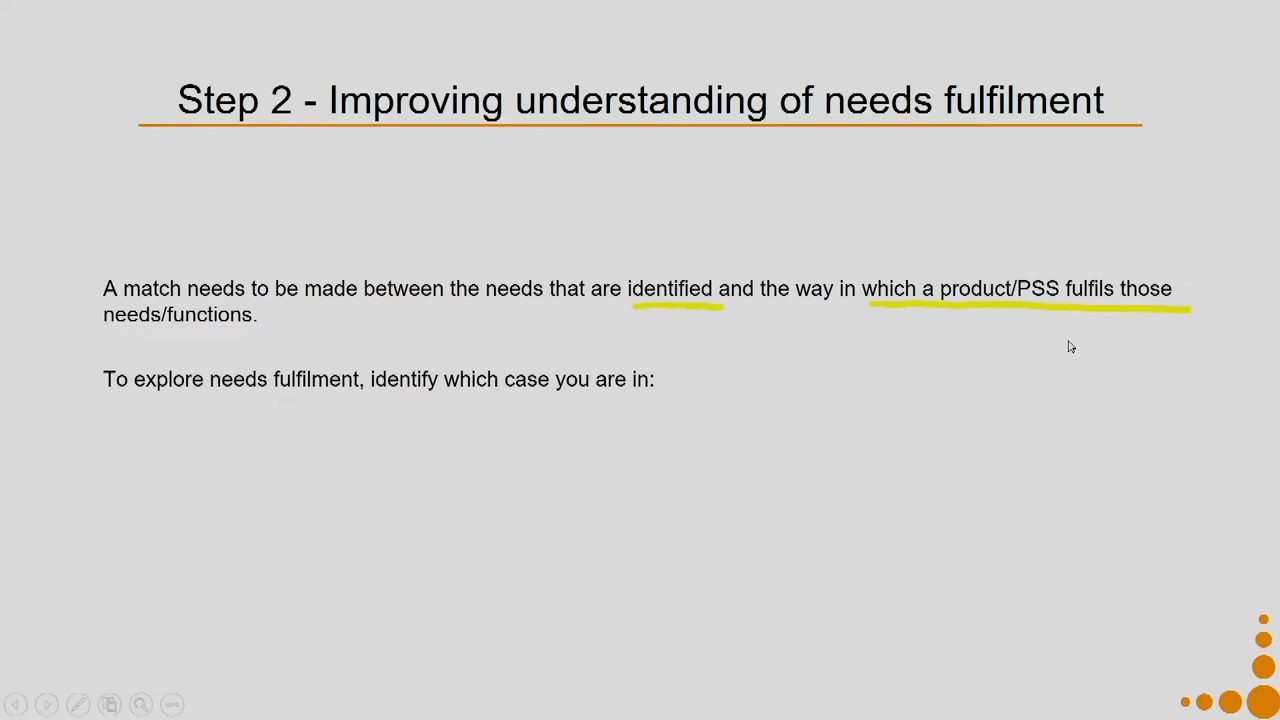 Step 2 - Improving understanding of needs fulfilment
A match needs to be made between the needs that are identified and the way in which a product/PSS fulfils those
needs/functions.
To explore needs fulfilment, identify which case you are in: